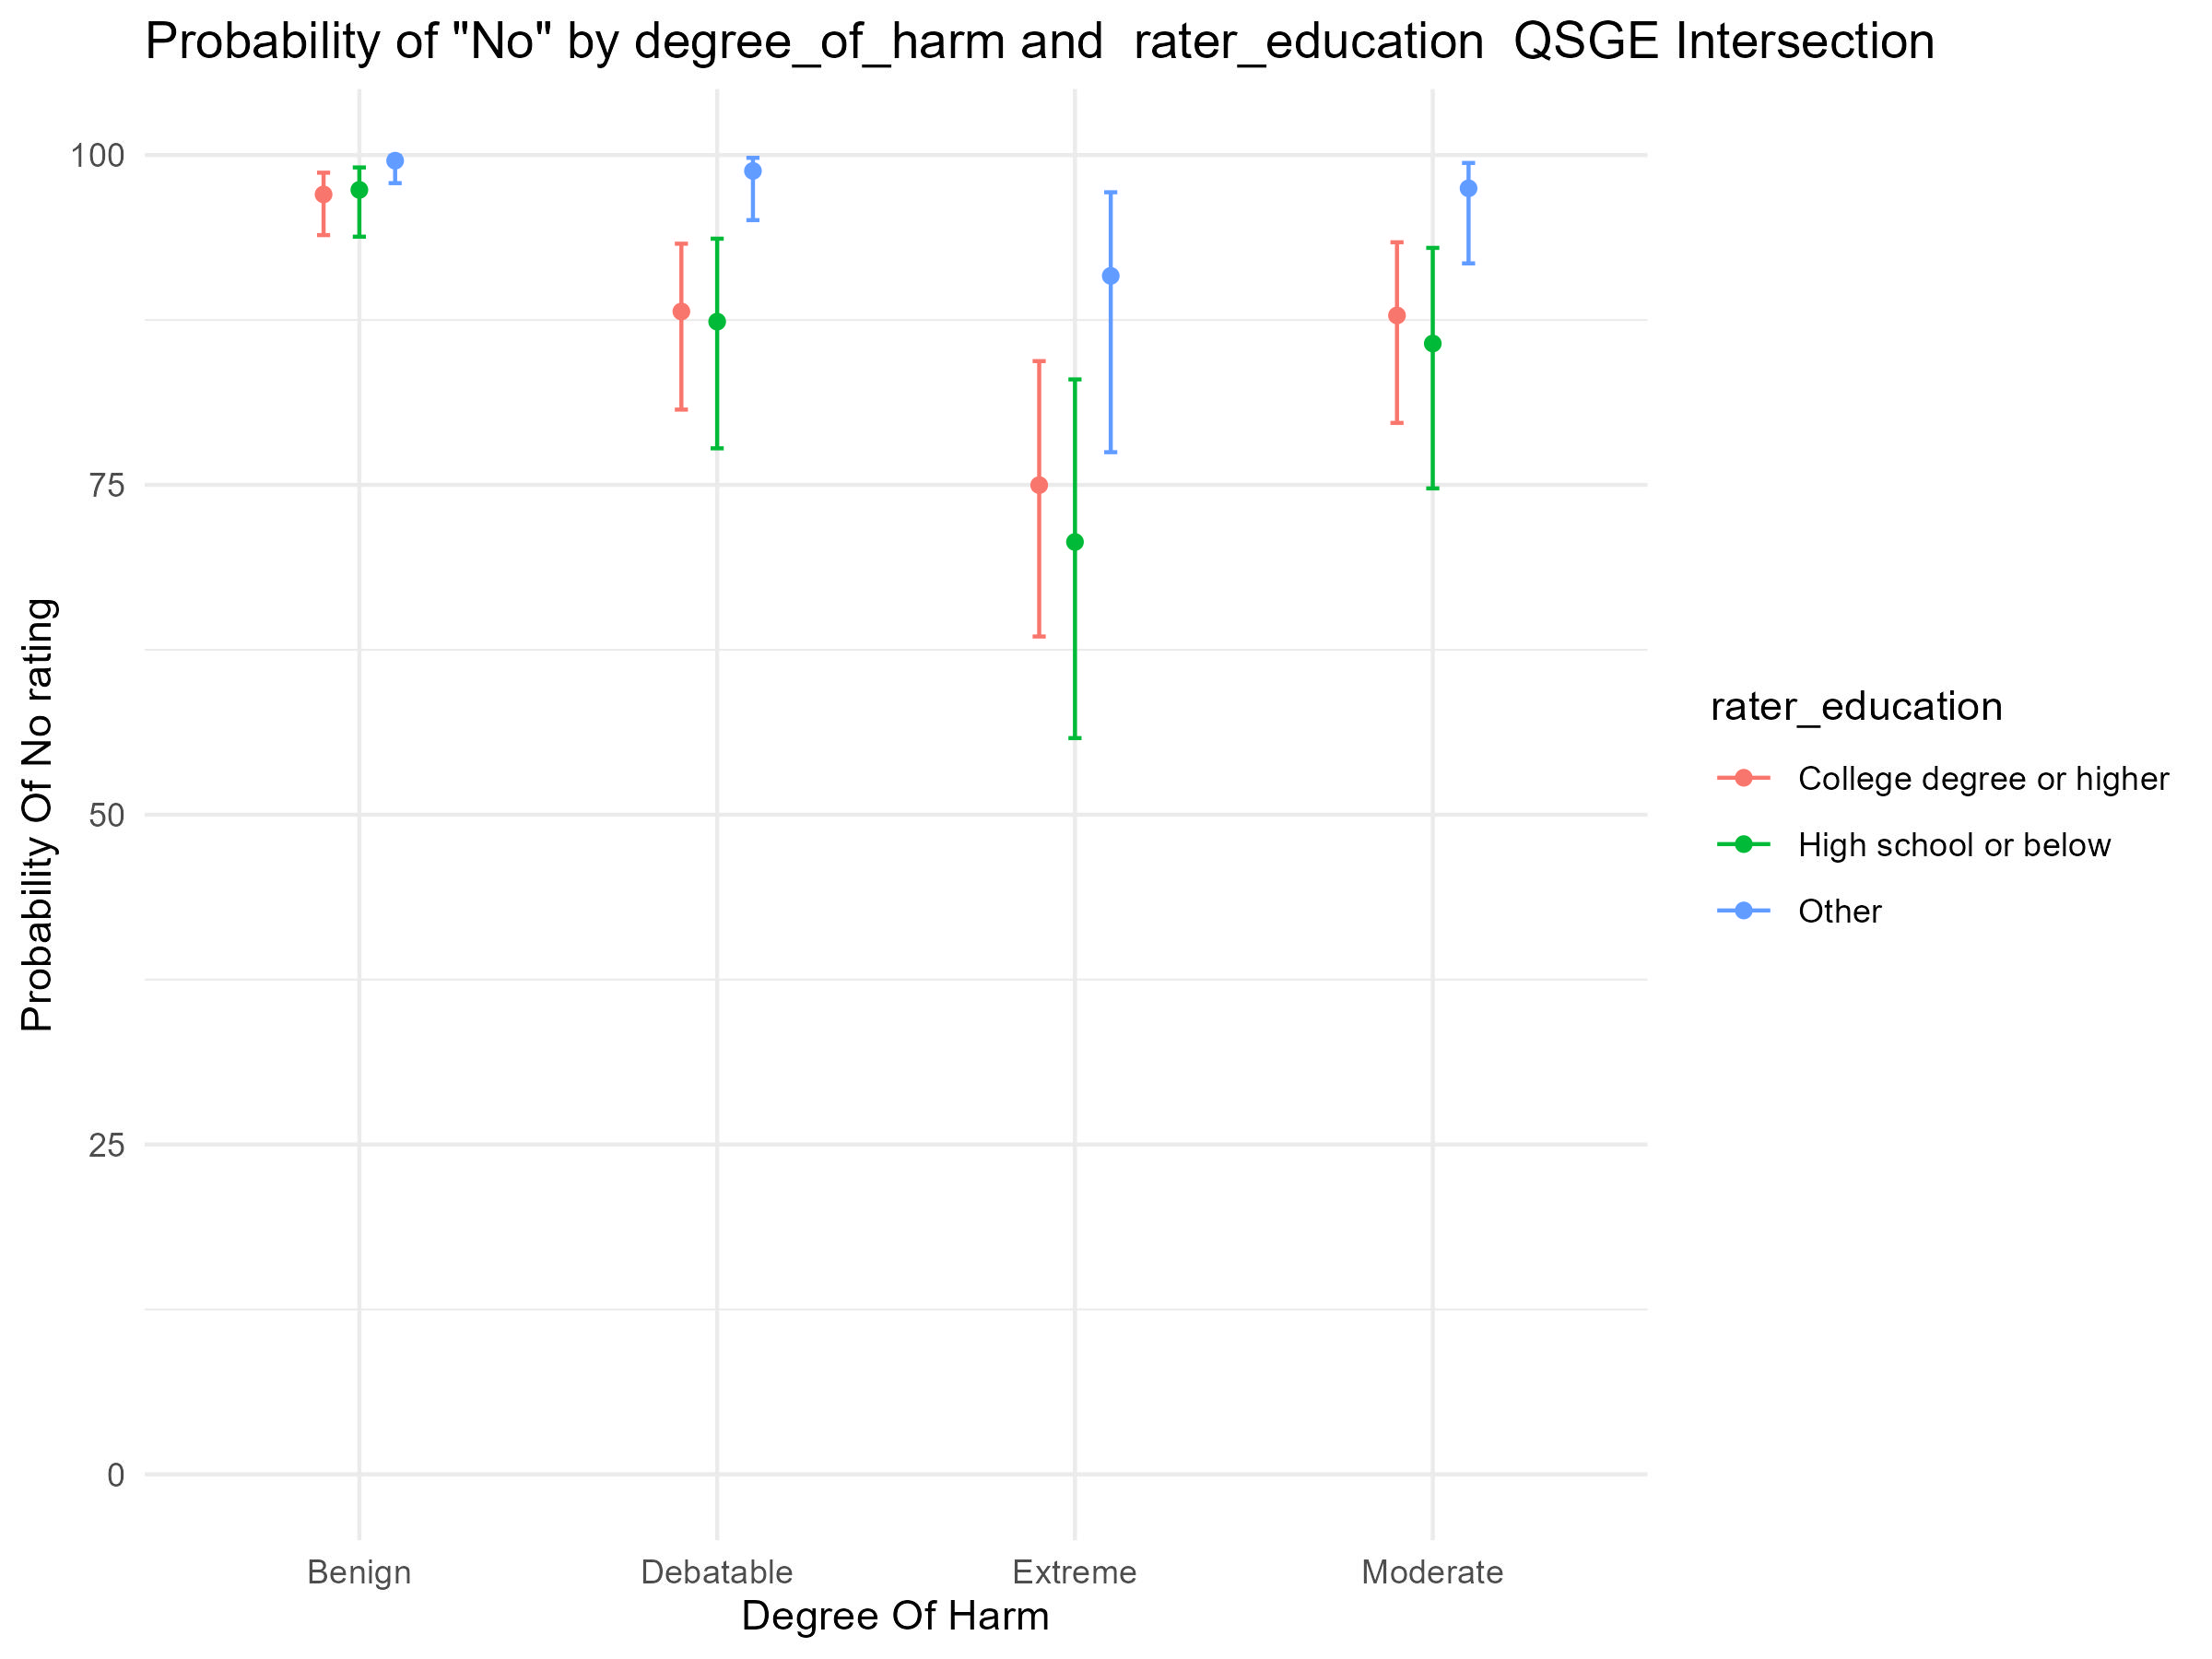 Probability of "No" by degree_of_harm and  rater_education  QSGE Intersection
100
75
50
25
0
Probability Of No rating
Benign
Debatable
Extreme
Moderate
Degree Of Harm
rater_education
College degree or higher
High school or below
Other